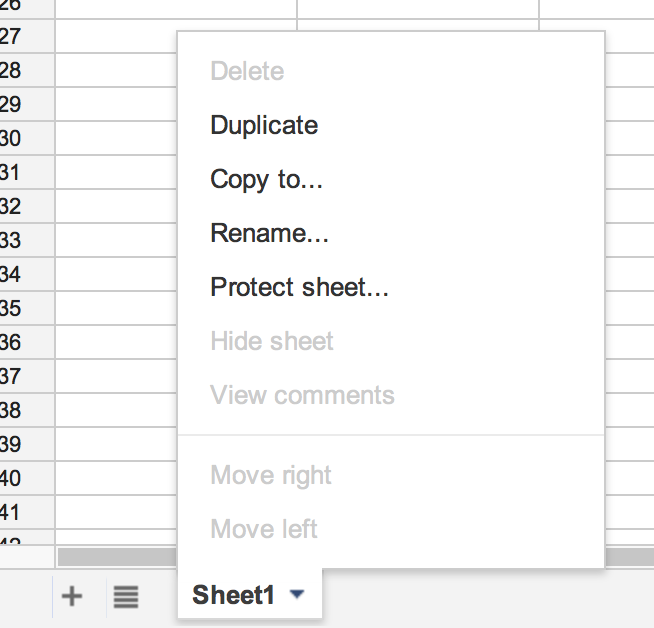 26
27
28
29
30
31
32
33
34
35
36
37
38
39
40
41
42
Delete
Duplicate
Copy to...
Rename...
Protect sheet...
Hide sheet
View comments
Move right
Move left
Sheet1